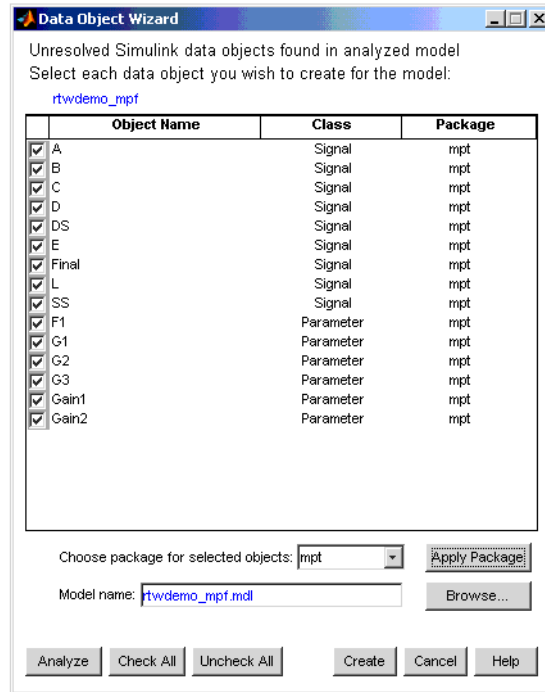 Data Object Wizard
Unresolved Simulink data objects found in analyzed model
Select each data object you wish to create for the model:
rtwdemo_mpf
Object Name Class Package
A Signal mpt
B Signal mpt
C Signal mpt
D Signal mpt
DS Signal mpt
E Signal mpt
Final Signal mpt
L Signal mpt
SS Signal mpt
F1 Parameter mpt
G1 Parameter mpt
G2 Parameter mpt
G3 Parameter mpt
Gain1 Parameter mpt
Gain2 Parameter mpt
Choose package for selected objects: mpt Apply Package
Model name: rtwdemo_mpf.mdl Browse...
Analyze Check All Uncheck All Create Cancel Help